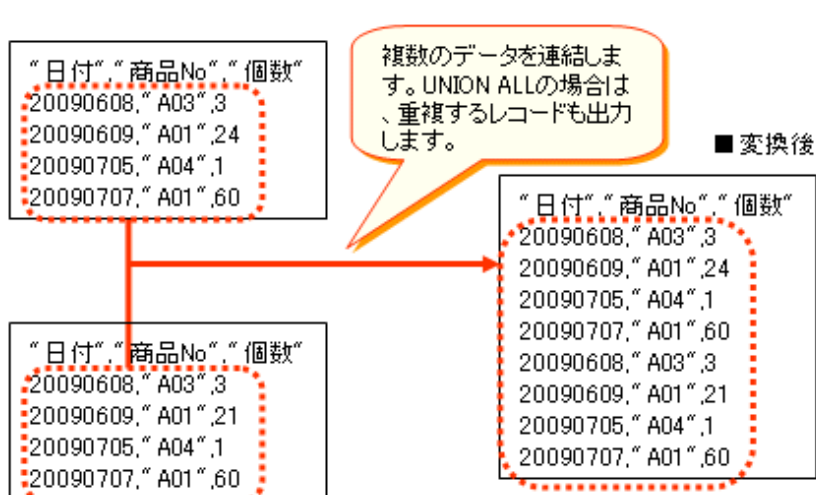 “日付“,“商品No“,“個数“
20090608,“A03“,3
20090609,“A01“,24
20090705,“A04“,1
20090707,“A01“,60
複数のデータを連結しま
す。UNION ALLの場合は
、重複するレコードも出力
します。
■変換後
“日付“,“商品No“,“個数“
20090608,“A03“,3
20090609,“A01“,24
20090705,“A04“,1
20090707,“A01“,60
20090608,“A03“,3
20090609,“A01“,21
20090705,“A04“,1
20090707,“A01“,60
“日付“,“商品No“,“個数“
20090608,“A03“,3
20090609,“A01“,21
20090705,“A04“,1
20090707,“A01“,60